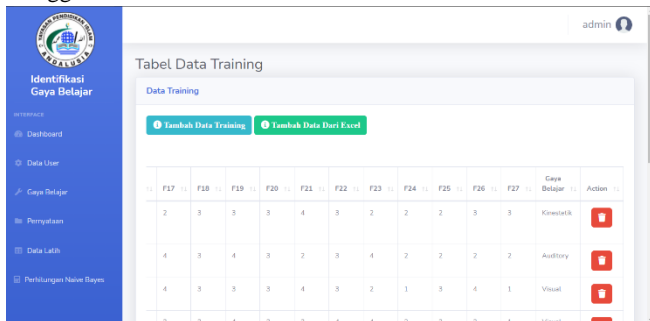 YAYASAN PENDIDIKAN ISLAM
ANDALUSIA
admin
Identifikasi
Gaya Belajar
INTERFACE
Dashboard
Data User
Gaya Belajar
Pernyataan
Data Latih
Perhitungan Naive Bayes
Tabel Data Training
Data Training
Tambah Data Training Tambah Data Dari Excel
F17 F18 F19 F20 F21 F22 F23 F24 F25 F26 F27 Gaya Belajar Action
2 3 3 3 4 3 2 2 2 3 3 Kinestatik
4 3 4 3 2 3 4 2 2 2 2 Auditory
4 3 3 3 4 3 2 1 3 4 1 Visual